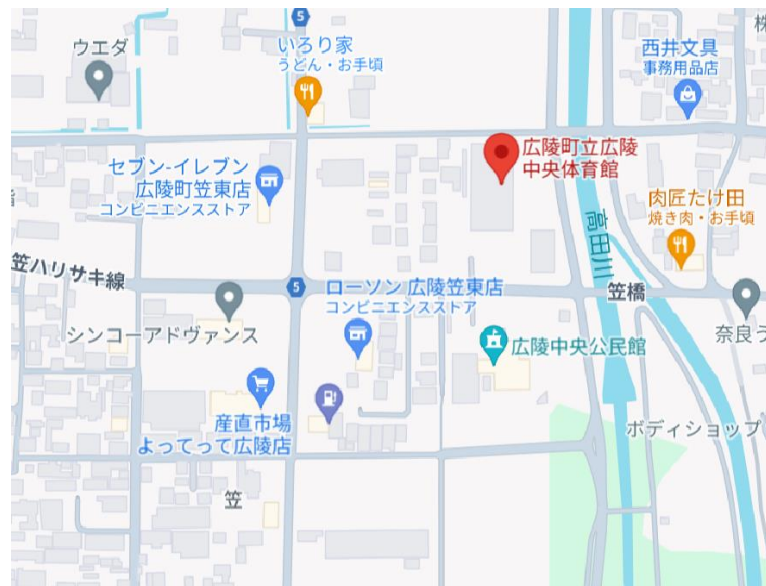 5
ウエダ
いろり家
うどん・お手頃
西井文具
事務用品店
株
広陵町立広陵
中央体育館
セブン-イレブン
広陵町笠東店
コンビニエンスストア
肉匠たけ田
焼き肉・お手頃
高田川
笠ハリサキ線
5
ローソン 広陵笠東店
コンビニエンスストア
笠橋
シンコーアドヴァンス
奈良う
広陵中央公民館
産直市場
よってって広陵店
ボディショップ
笠